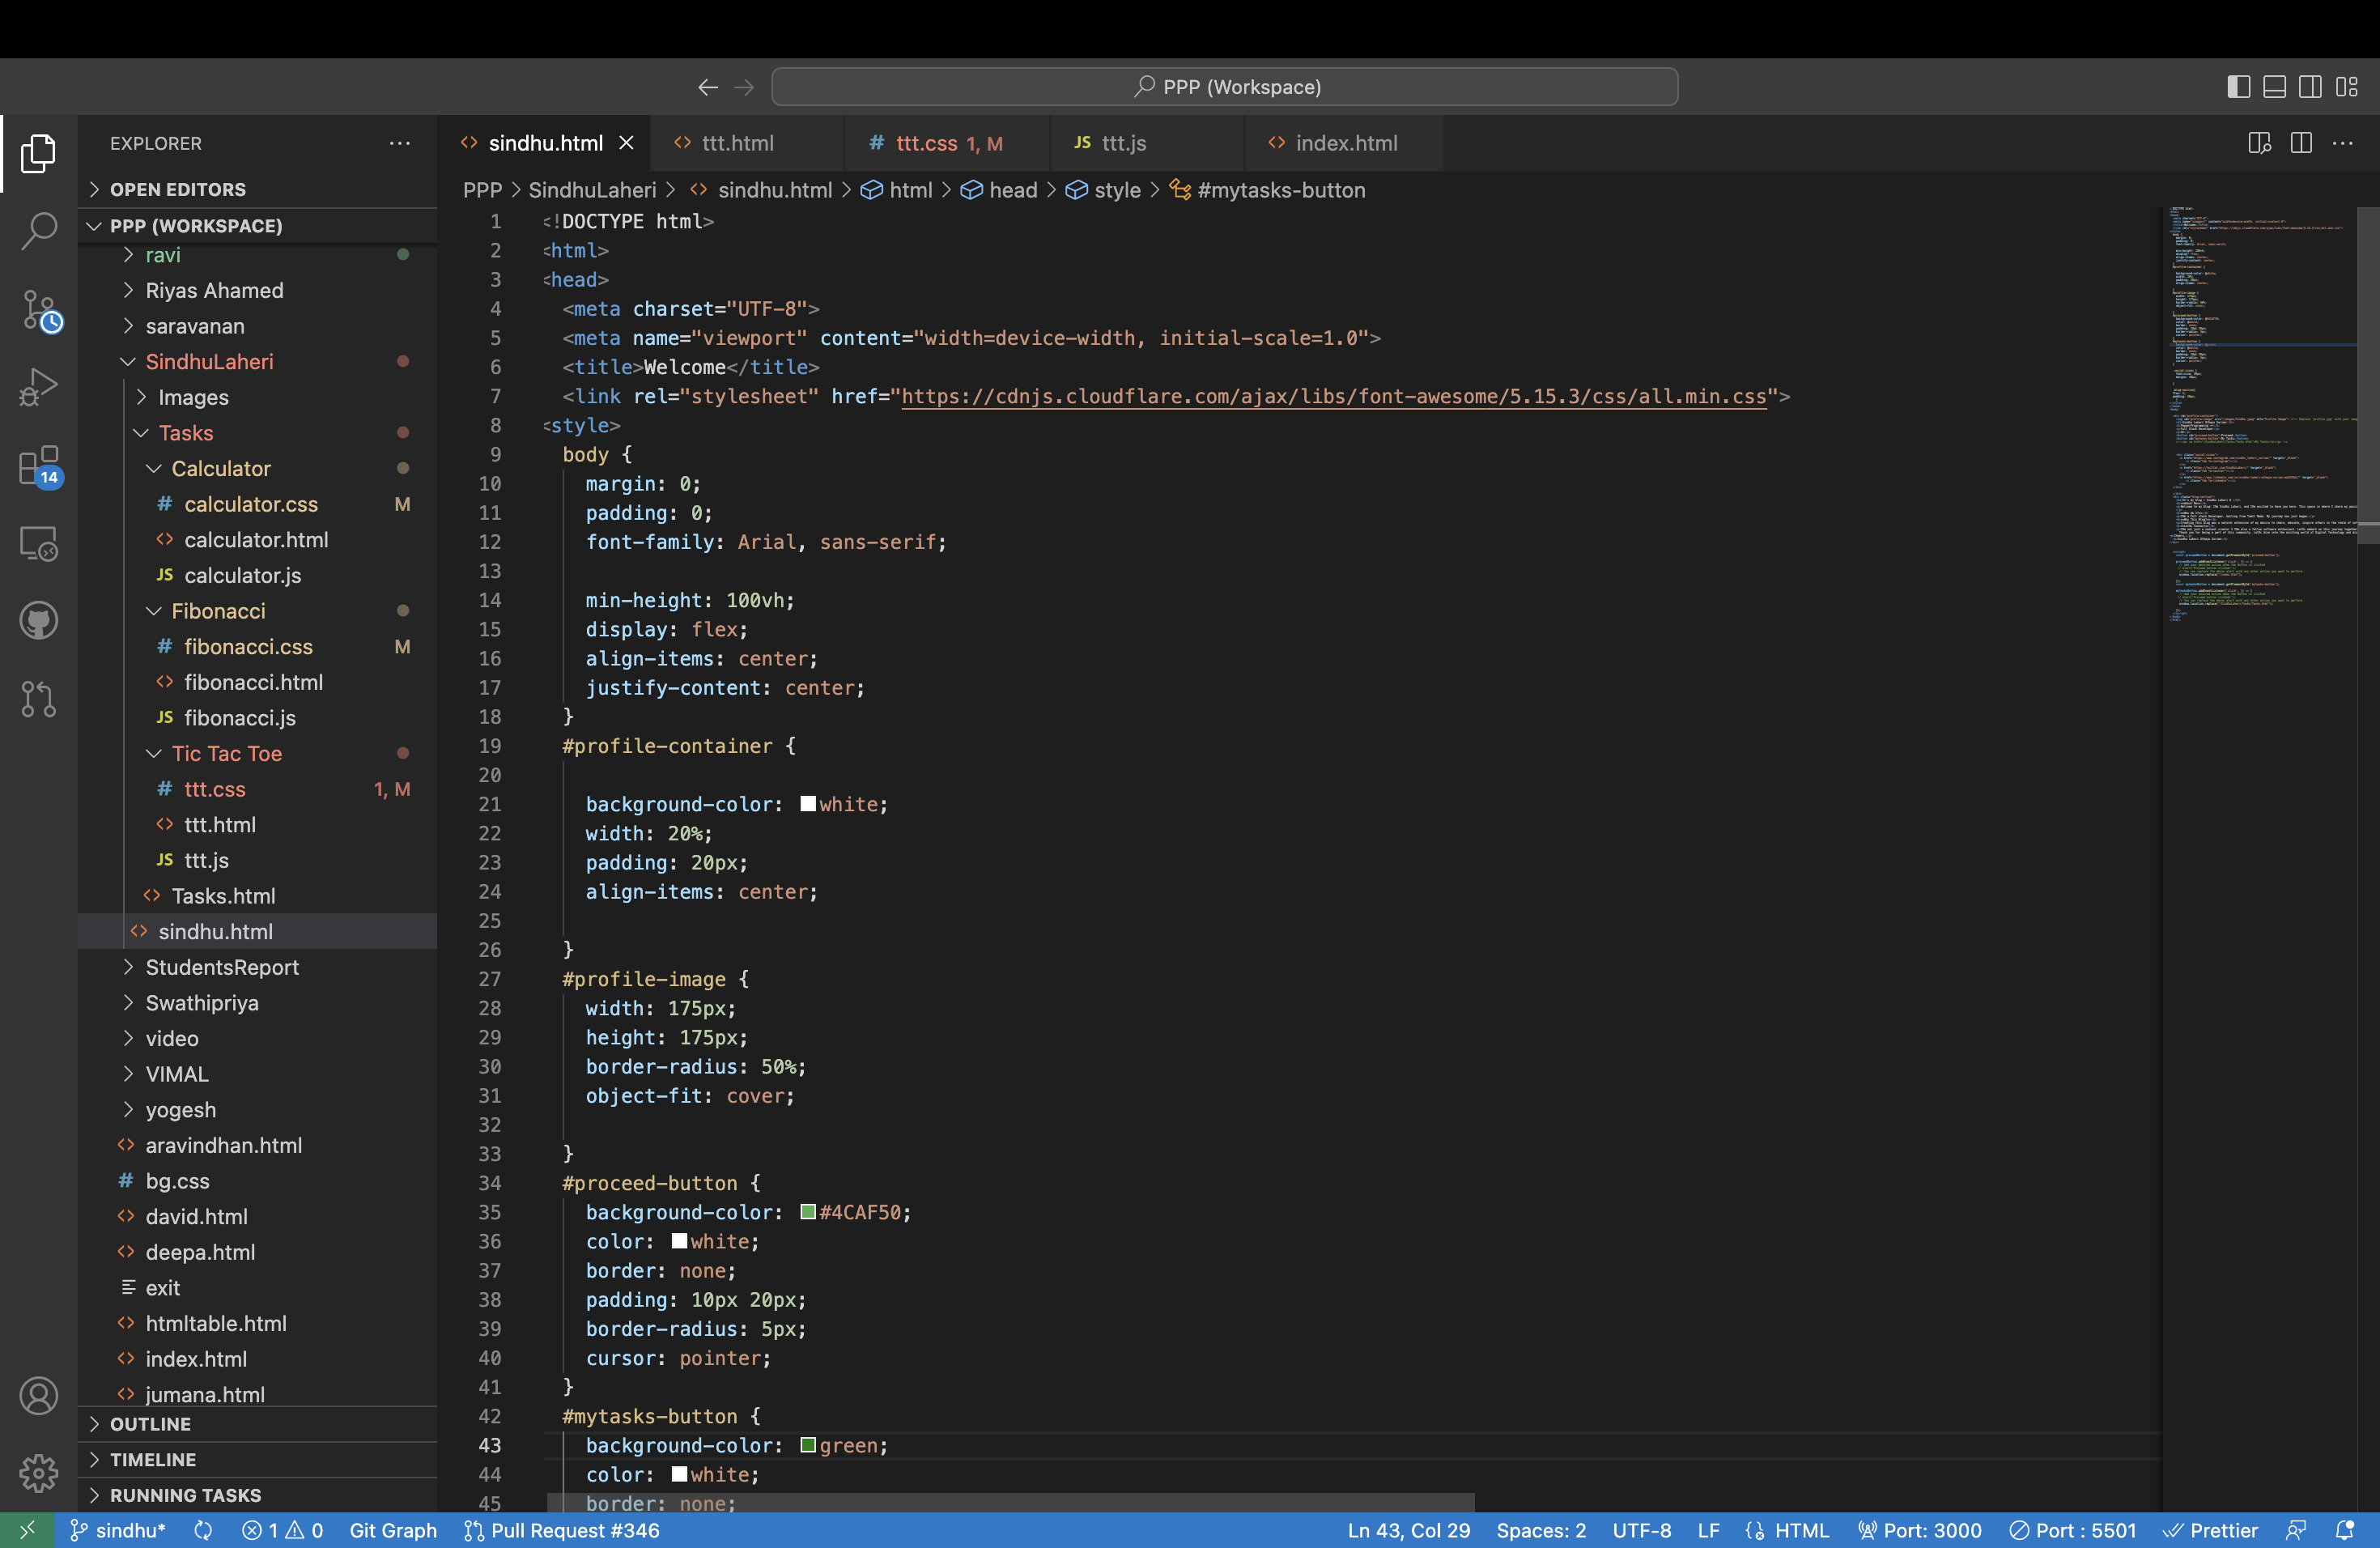 PPP (Workspace)
EXPLORER
OPEN EDITORS
PPP (WORKSPACE)
ravi
Riyas Ahamed
saravanan
SindhuLaheri
Images
Tasks
Calculator
# calculator.css M
<> calculator.html
JS calculator.js
Fibonacci
# fibonacci.css M
<> fibonacci.html
JS fibonacci.js
Tic Tac Toe
# ttt.css 1, M
<> ttt.html
JS ttt.js
<> Tasks.html
<> sindhu.html
StudentsReport
Swathipriya
video
VIMAL
yogesh
<> aravindhan.html
# bg.css
<> david.html
<> deepa.html
exit
<> htmltable.html
<> index.html
<> jumana.html
OUTLINE
TIMELINE
RUNNING TASKS
14
<> sindhu.html <> ttt.html # ttt.css 1, M JS ttt.js <> index.html
PPP > SindhuLaheri > <> sindhu.html > html > head > style > #mytasks-button
1 <!DOCTYPE html>
2 <html>
3 <head>
4 <meta charset="UTF-8">
5 <meta name="viewport" content="width=device-width, initial-scale=1.0">
6 <title>Welcome</title>
7 <link rel="stylesheet" href="https://cdnjs.cloudflare.com/ajax/libs/font-awesome/5.15.3/css/all.min.css">
8 <style>
9 body {
10 margin: 0;
11 padding: 0;
12 font-family: Arial, sans-serif;
13
14 min-height: 100vh;
15 display: flex;
16 align-items: center;
17 justify-content: center;
18 }
19 #profile-container {
20
21 background-color: white;
22 width: 20%;
23 padding: 20px;
24 align-items: center;
25
26 }
27 #profile-image {
28 width: 175px;
29 height: 175px;
30 border-radius: 50%;
31 object-fit: cover;
32
33 }
34 #proceed-button {
35 background-color: #4CAF50;
36 color: white;
37 border: none;
38 padding: 10px 20px;
39 border-radius: 5px;
40 cursor: pointer;
41 }
42 #mytasks-button {
43 background-color: green;
44 color: white;
45 border: none;
sindhu* 1 0 Git Graph Pull Request #346 Ln 43, Col 29 Spaces: 2 UTF-8 LF HTML Port: 3000 Port : 5501 Prettier